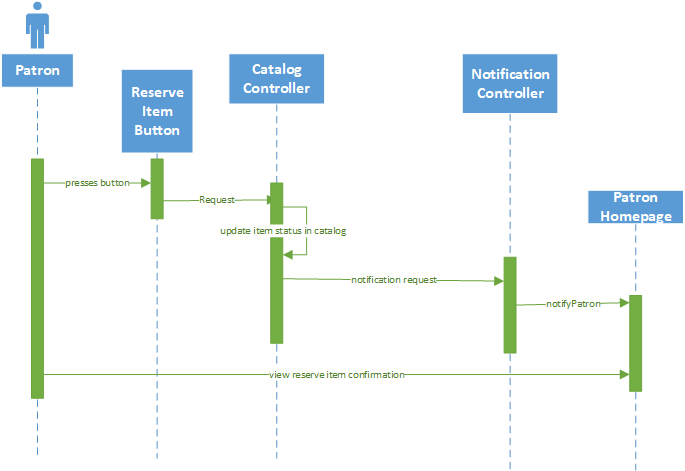 Patron
Reserve
Item
Button
Catalog
Controller
Notification
Controller
Patron
Homepage
presses button
Request
update item status in catalog
notification request
notifyPatron
view reserve item confirmation